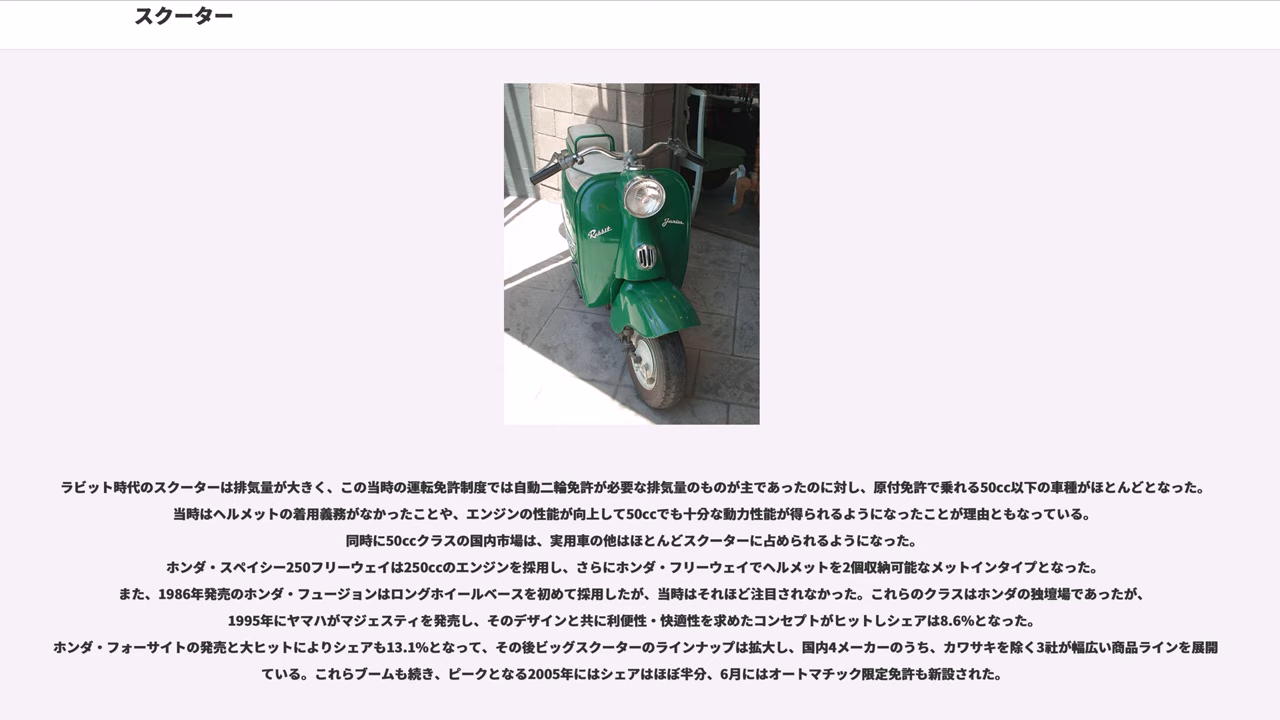 スクーター
Rabbit
Junior
ラビット時代のスクーターは排気量が大きく、この当時の運転免許制度では自動二輪免許が必要な排気量のものが主であったのに対し、原付免許で乗れる50cc以下の車種がほとんどとなった。
当時はヘルメットの着用義務がなかったことや、エンジンの性能が向上して50ccでも十分な動力性能が得られるようになったことが理由ともなっている。
同時に50ccクラスの国内市場は、実用車の他はほとんどスクーターに占められるようになった。
ホンダ・スペイシー250フリーウェイは250ccのエンジンを採用し、さらにホンダ・フリーウェイでヘルメットを2個収納可能なメットインタイプとなった。
また、1986年発売のホンダ・フュージョンはロングホイールベースを初めて採用したが、当時はそれほど注目されなかった。これらのクラスはホンダの独壇場であったが、
1995年にヤマハがマジェスティを発売し、そのデザインと共に利便性・快適性を求めたコンセプトがヒットしシェアは8.6%となった。
ホンダ・フォーサイトの発売と大ヒットによりシェアも13.1%となって、その後ビッグスクーターのラインナップは拡大し、国内4メーカーのうち、カワサキを除く3社が幅広い商品ラインを展開
ている。これらブームも続き、ピークとなる2005年にはシェアはほぼ半分、6月にはオートマチック限定免許も新設された。